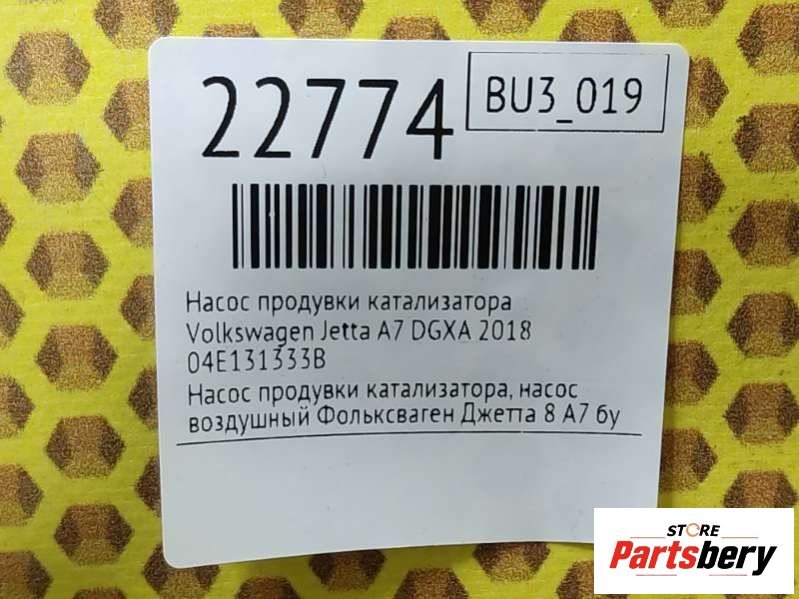 22774
BU3_019
Насос продувки катализатора
Volkswagen Jetta A7 DGXA 2018
04E131333B
Насос продувки катализатора, насос
воздушный Фольксваген Джетта 8 А7 бу
STORE
Partsbery